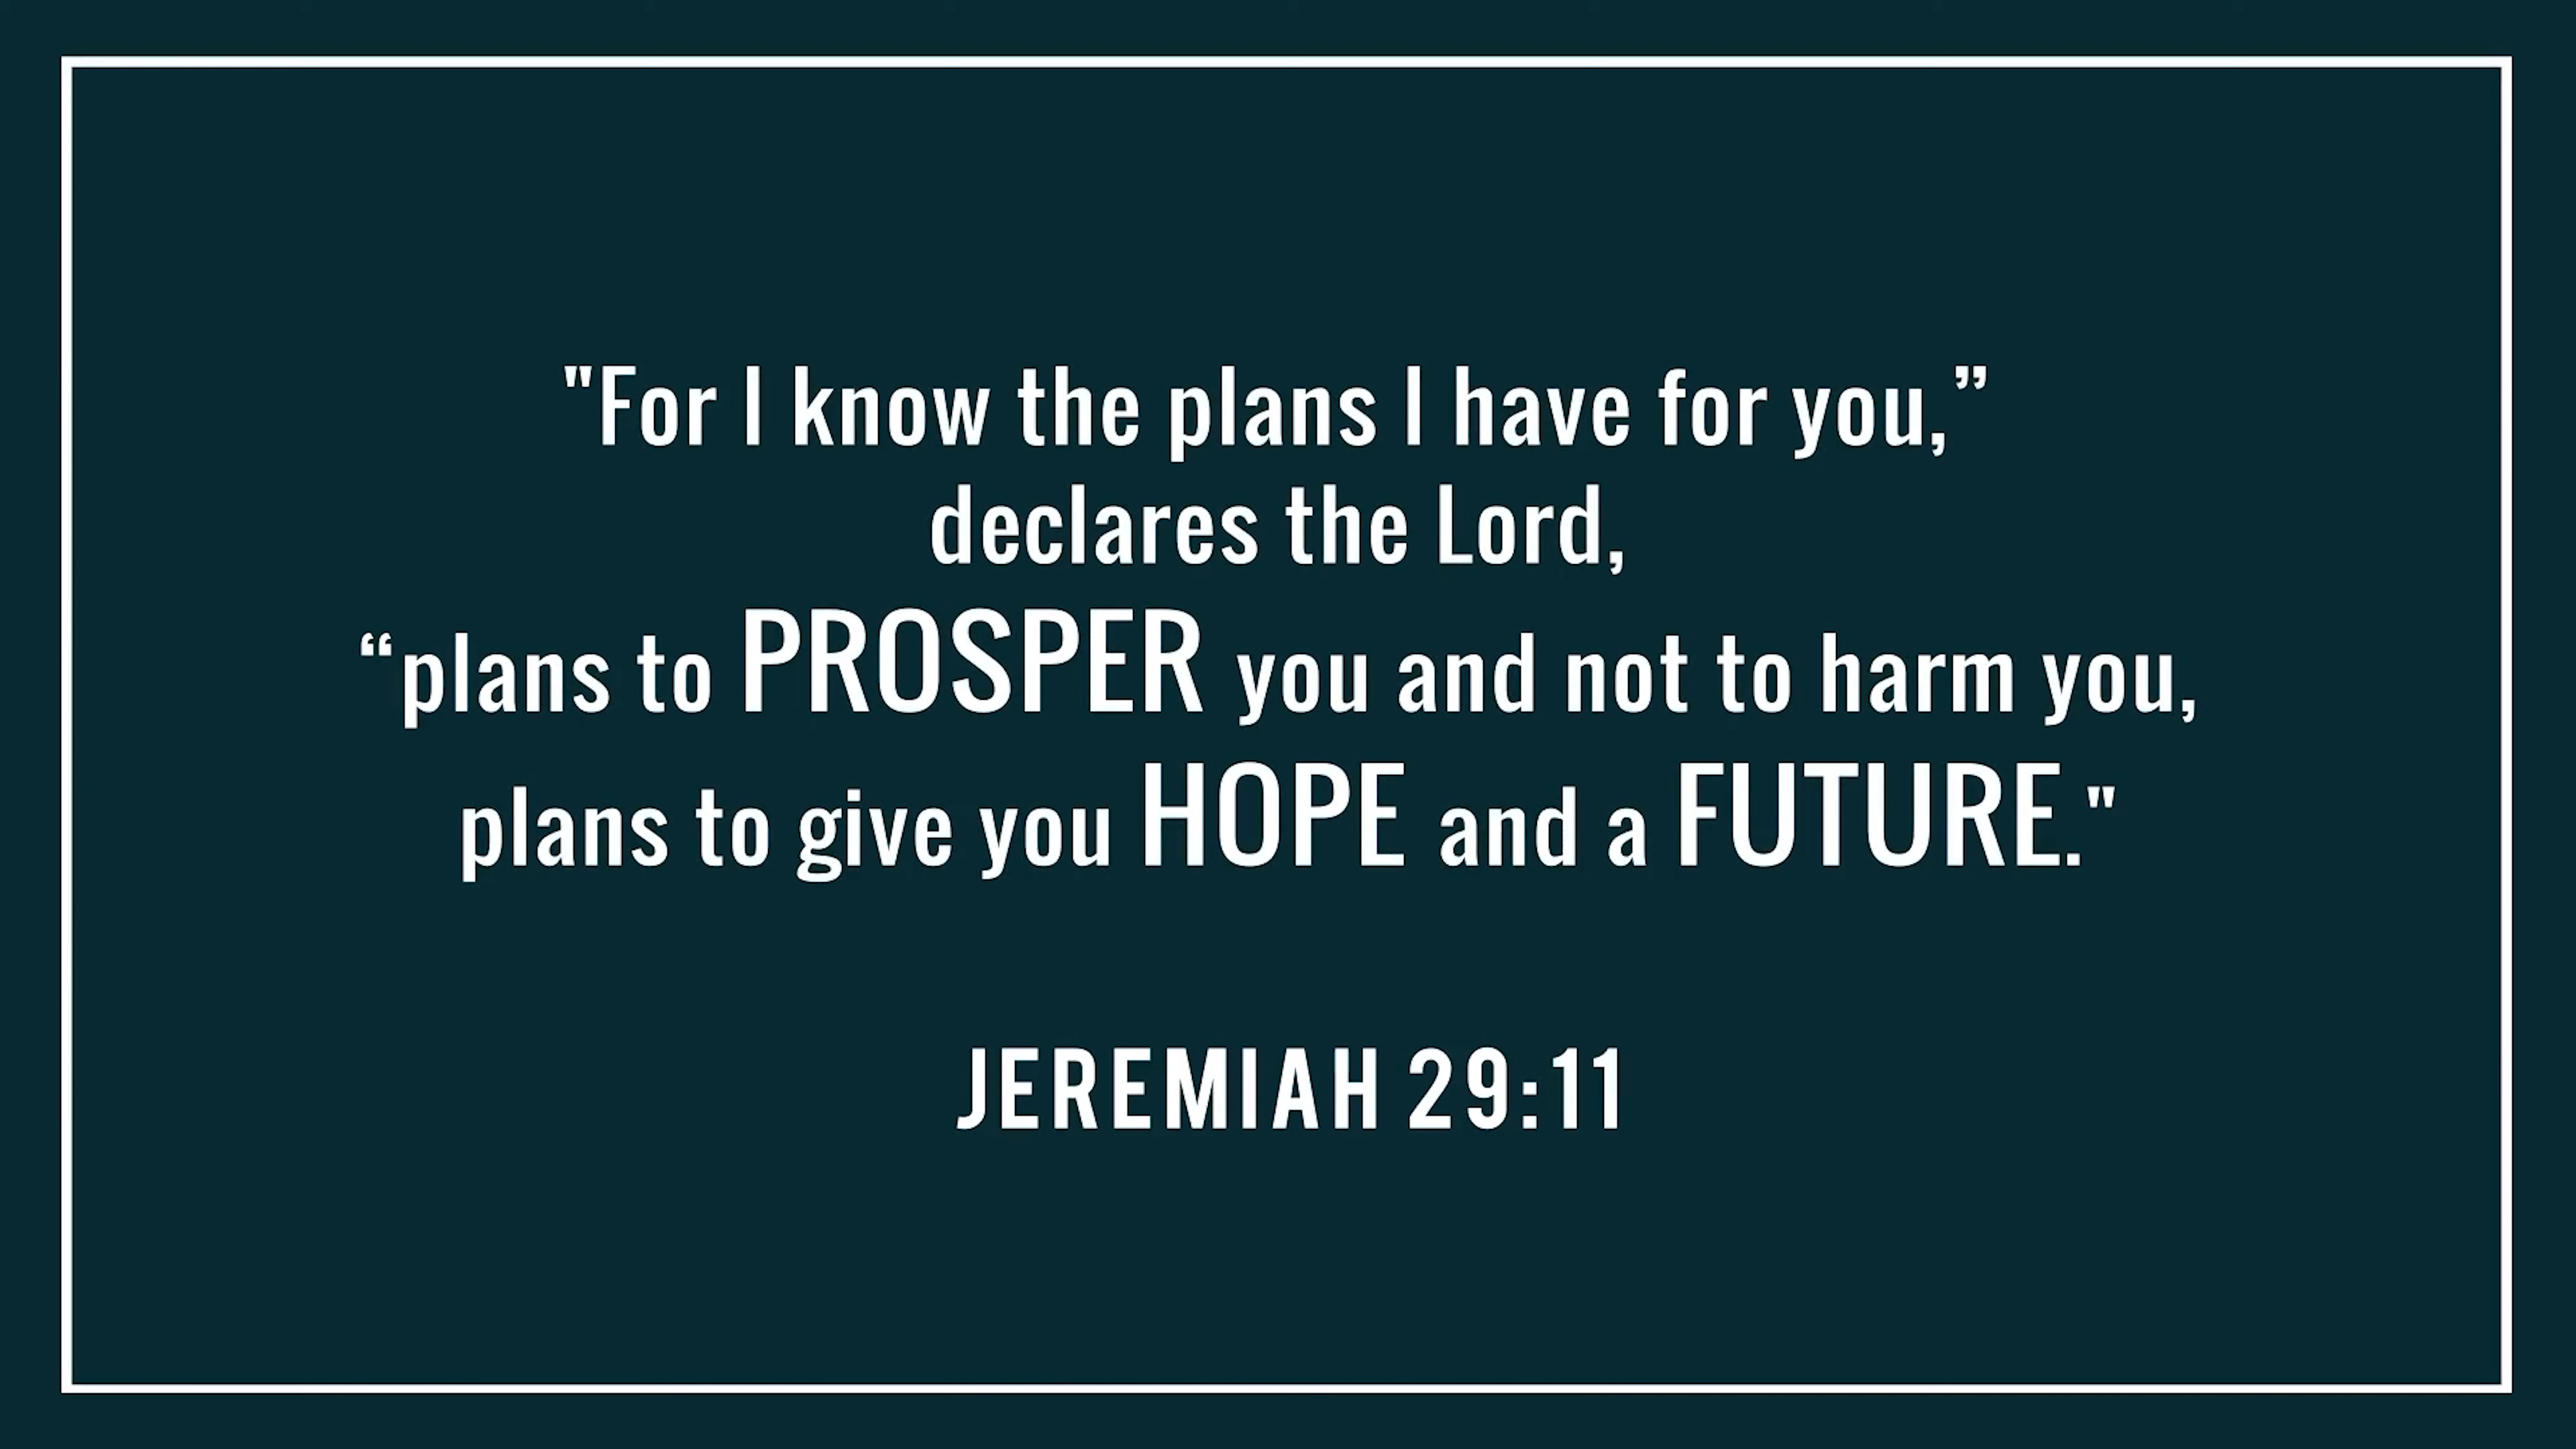 "For I know the plans I have for you,”
declares the Lord,
“plans to PROSPER you and not to harm you,
plans to give you HOPE and a FUTURE."
JEREMIAH 29:11